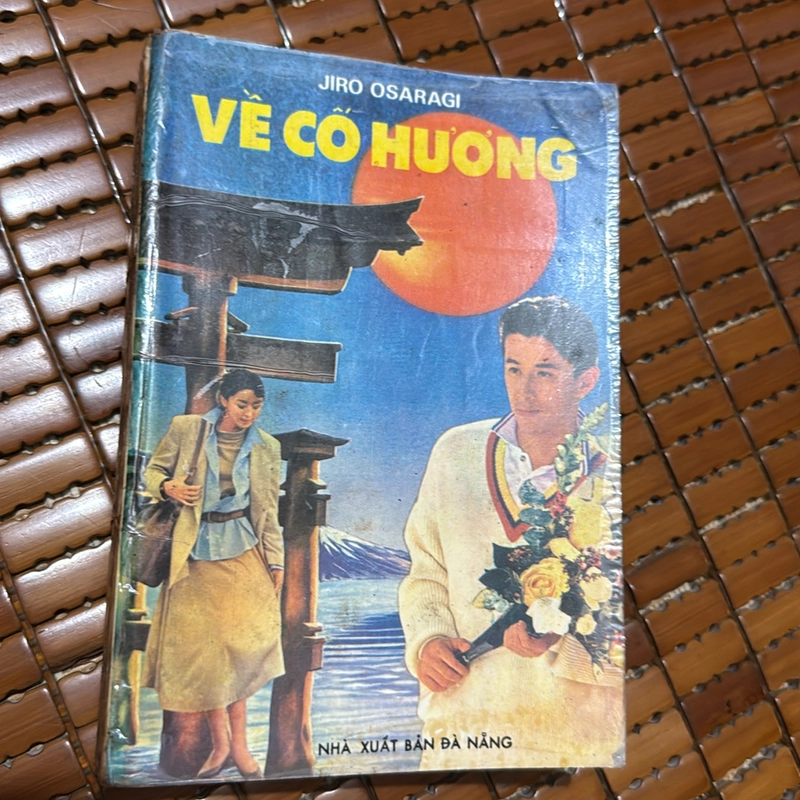 JIRO OSARAGI
VỀ CỐ HƯƠNG
NHÀ XUẤT BẢN ĐÀ NẴNG